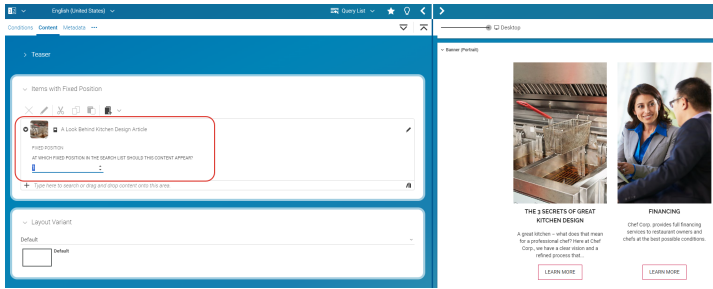 English (United States)
Query List
Conditions Content Metadata ···
Desktop
Teaser
Banner (Portrait)
Items with Fixed Position
A Look Behind Kitchen Design Article
FIXED POSITION
AT WHICH FIXED POSITION IN THE SEARCH LIST SHOULD THIS CONTENT APPEAR?
1
Type here to search or drag and drop content onto this area.
Layout Variant
Default
Default
THE 3 SECRETS OF GREAT
KITCHEN DESIGN
A great kitchen – what does that mean
for a professional chef? Here at Chef
Corp., we have a clear vision and a
refined process that...
LEARN MORE
FINANCING
Chef Corp. provides full financing
services to restaurant owners and
chefs at the best possible conditions.
LEARN MORE